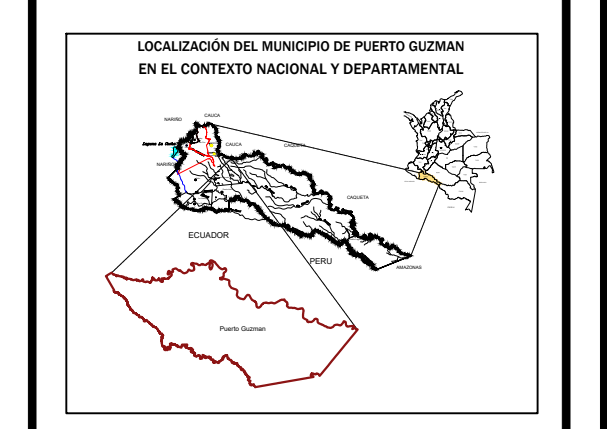 LOCALIZACIÓN DEL MUNICIPIO DE PUERTO GUZMAN
EN EL CONTEXTO NACIONAL Y DEPARTAMENTAL
NARIÑO
CAUCA
CAUCA
CAQUETA
NARIÑO
CAQUETA
ECUADOR
PERU
AMAZONAS
Puerto Guzman